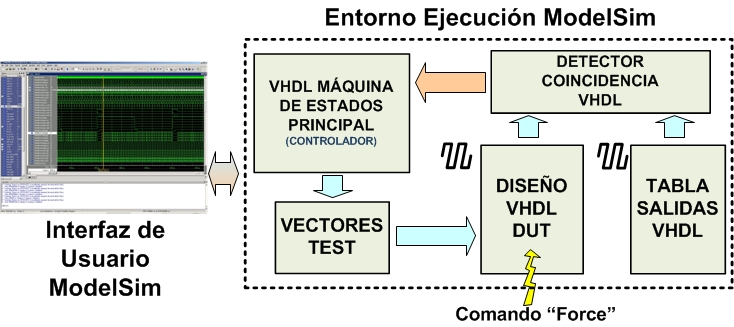 Entorno Ejecución ModelSim
VHDL MÁQUINA
DE ESTADOS
PRINCIPAL
(CONTROLADOR)
DETECTOR
COINCIDENCIA
VHDL
VECTORES
TEST
DISEÑO
VHDL
DUT
TABLA
SALIDAS
VHDL
Interfaz de
Usuario
ModelSim
Comando “Force”